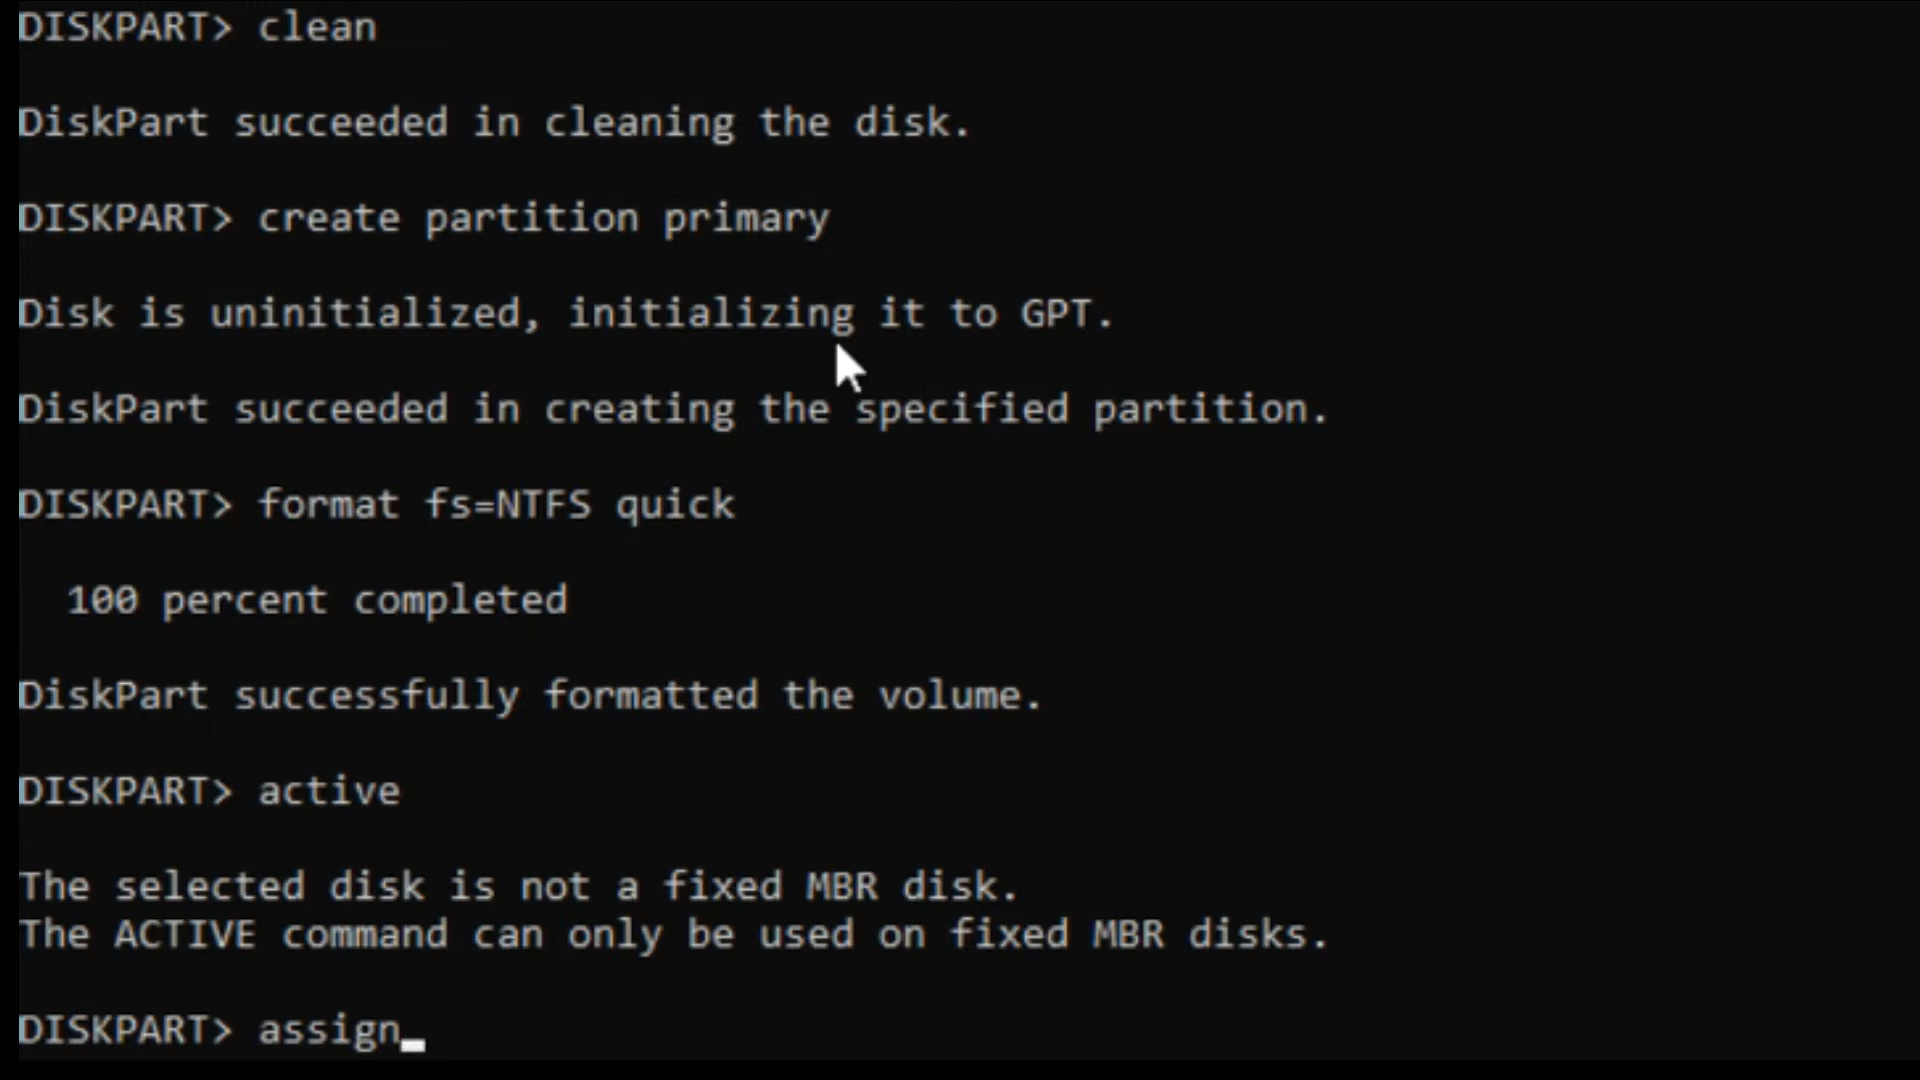 DISKPART> clean
DiskPart succeeded in cleaning the disk.
DISKPART> create partition primary
Disk is uninitialized, initializing it to GPT.
DiskPart succeeded in creating the specified partition.
DISKPART> format fs=NTFS quick
100 percent completed
DiskPart successfully formatted the volume.
DISKPART> active
The selected disk is not a fixed MBR disk.
The ACTIVE command can only be used on fixed MBR disks.
DISKPART> assign